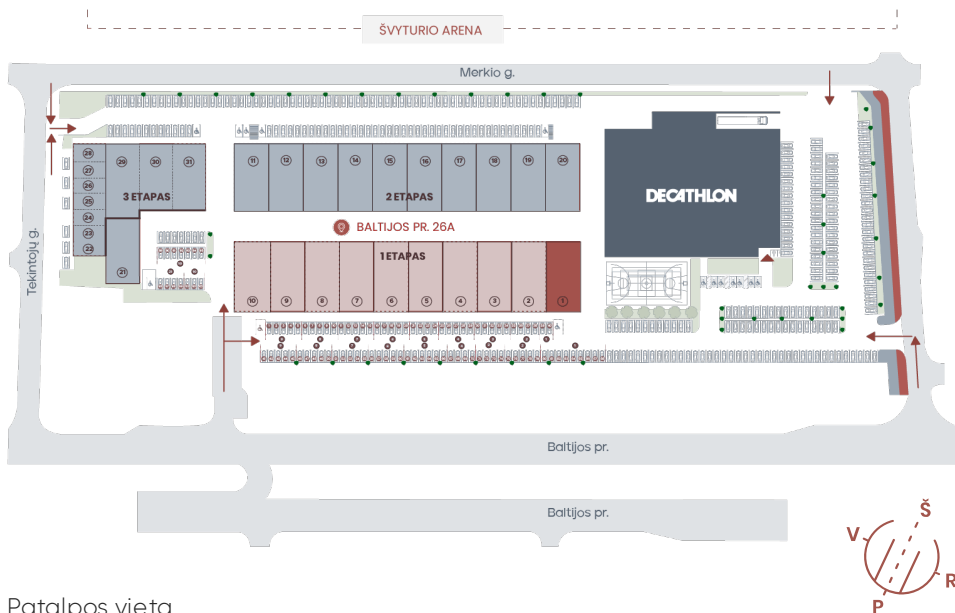 ŠVYTURIO ARENA
Merkio g.
28
27
26
25
24
23
22
29
30
31
3 ETAPAS
21
11
12
13
14
15
16
17
18
19
20
2 ETAPAS
DECATHLON
BALTIJOS PR. 26A
1 ETAPAS
10
9
8
7
6
5
4
3
2
1
Tekintojų g.
Baltijos pr.
Baltijos pr.
Š
V
R
P
Patalpos vieta